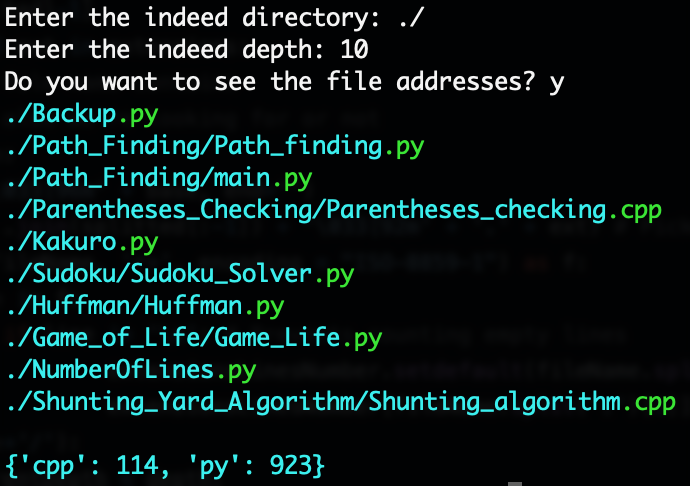 Enter the indeed directory: ./
Enter the indeed depth: 10
Do you want to see the file addresses? y
./Backup.py
./Path_Finding/Path_finding.py
./Path_Finding/main.py
./Parentheses_Checking/Parentheses_checking.cpp
./Kakuro.py
./Sudoku/Sudoku_Solver.py
./Huffman/Huffman.py
./Game_of_Life/Game_Life.py
./NumberOfLines.py
./Shunting_Yard_Algorithm/Shunting_algorithm.cpp
{'cpp': 114, 'py': 923}